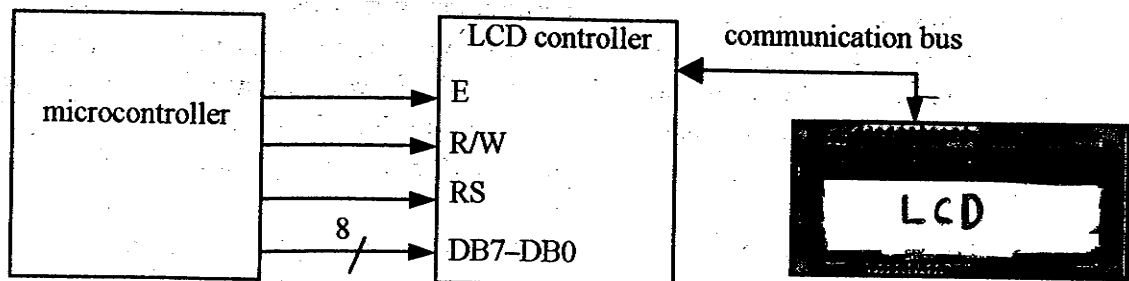 LCD controller
communication bus
microcontroller
E
R/W
RS
8
DB7–DB0
LCD